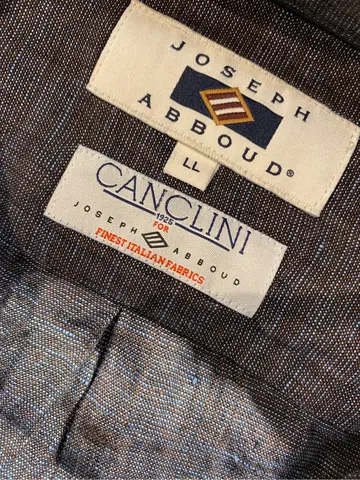 JOSEPH
ABBOUD®
LL
CANCLINI
1925
FOR
JOSEPH ABBOUD
FINEST ITALIAN FABRICS